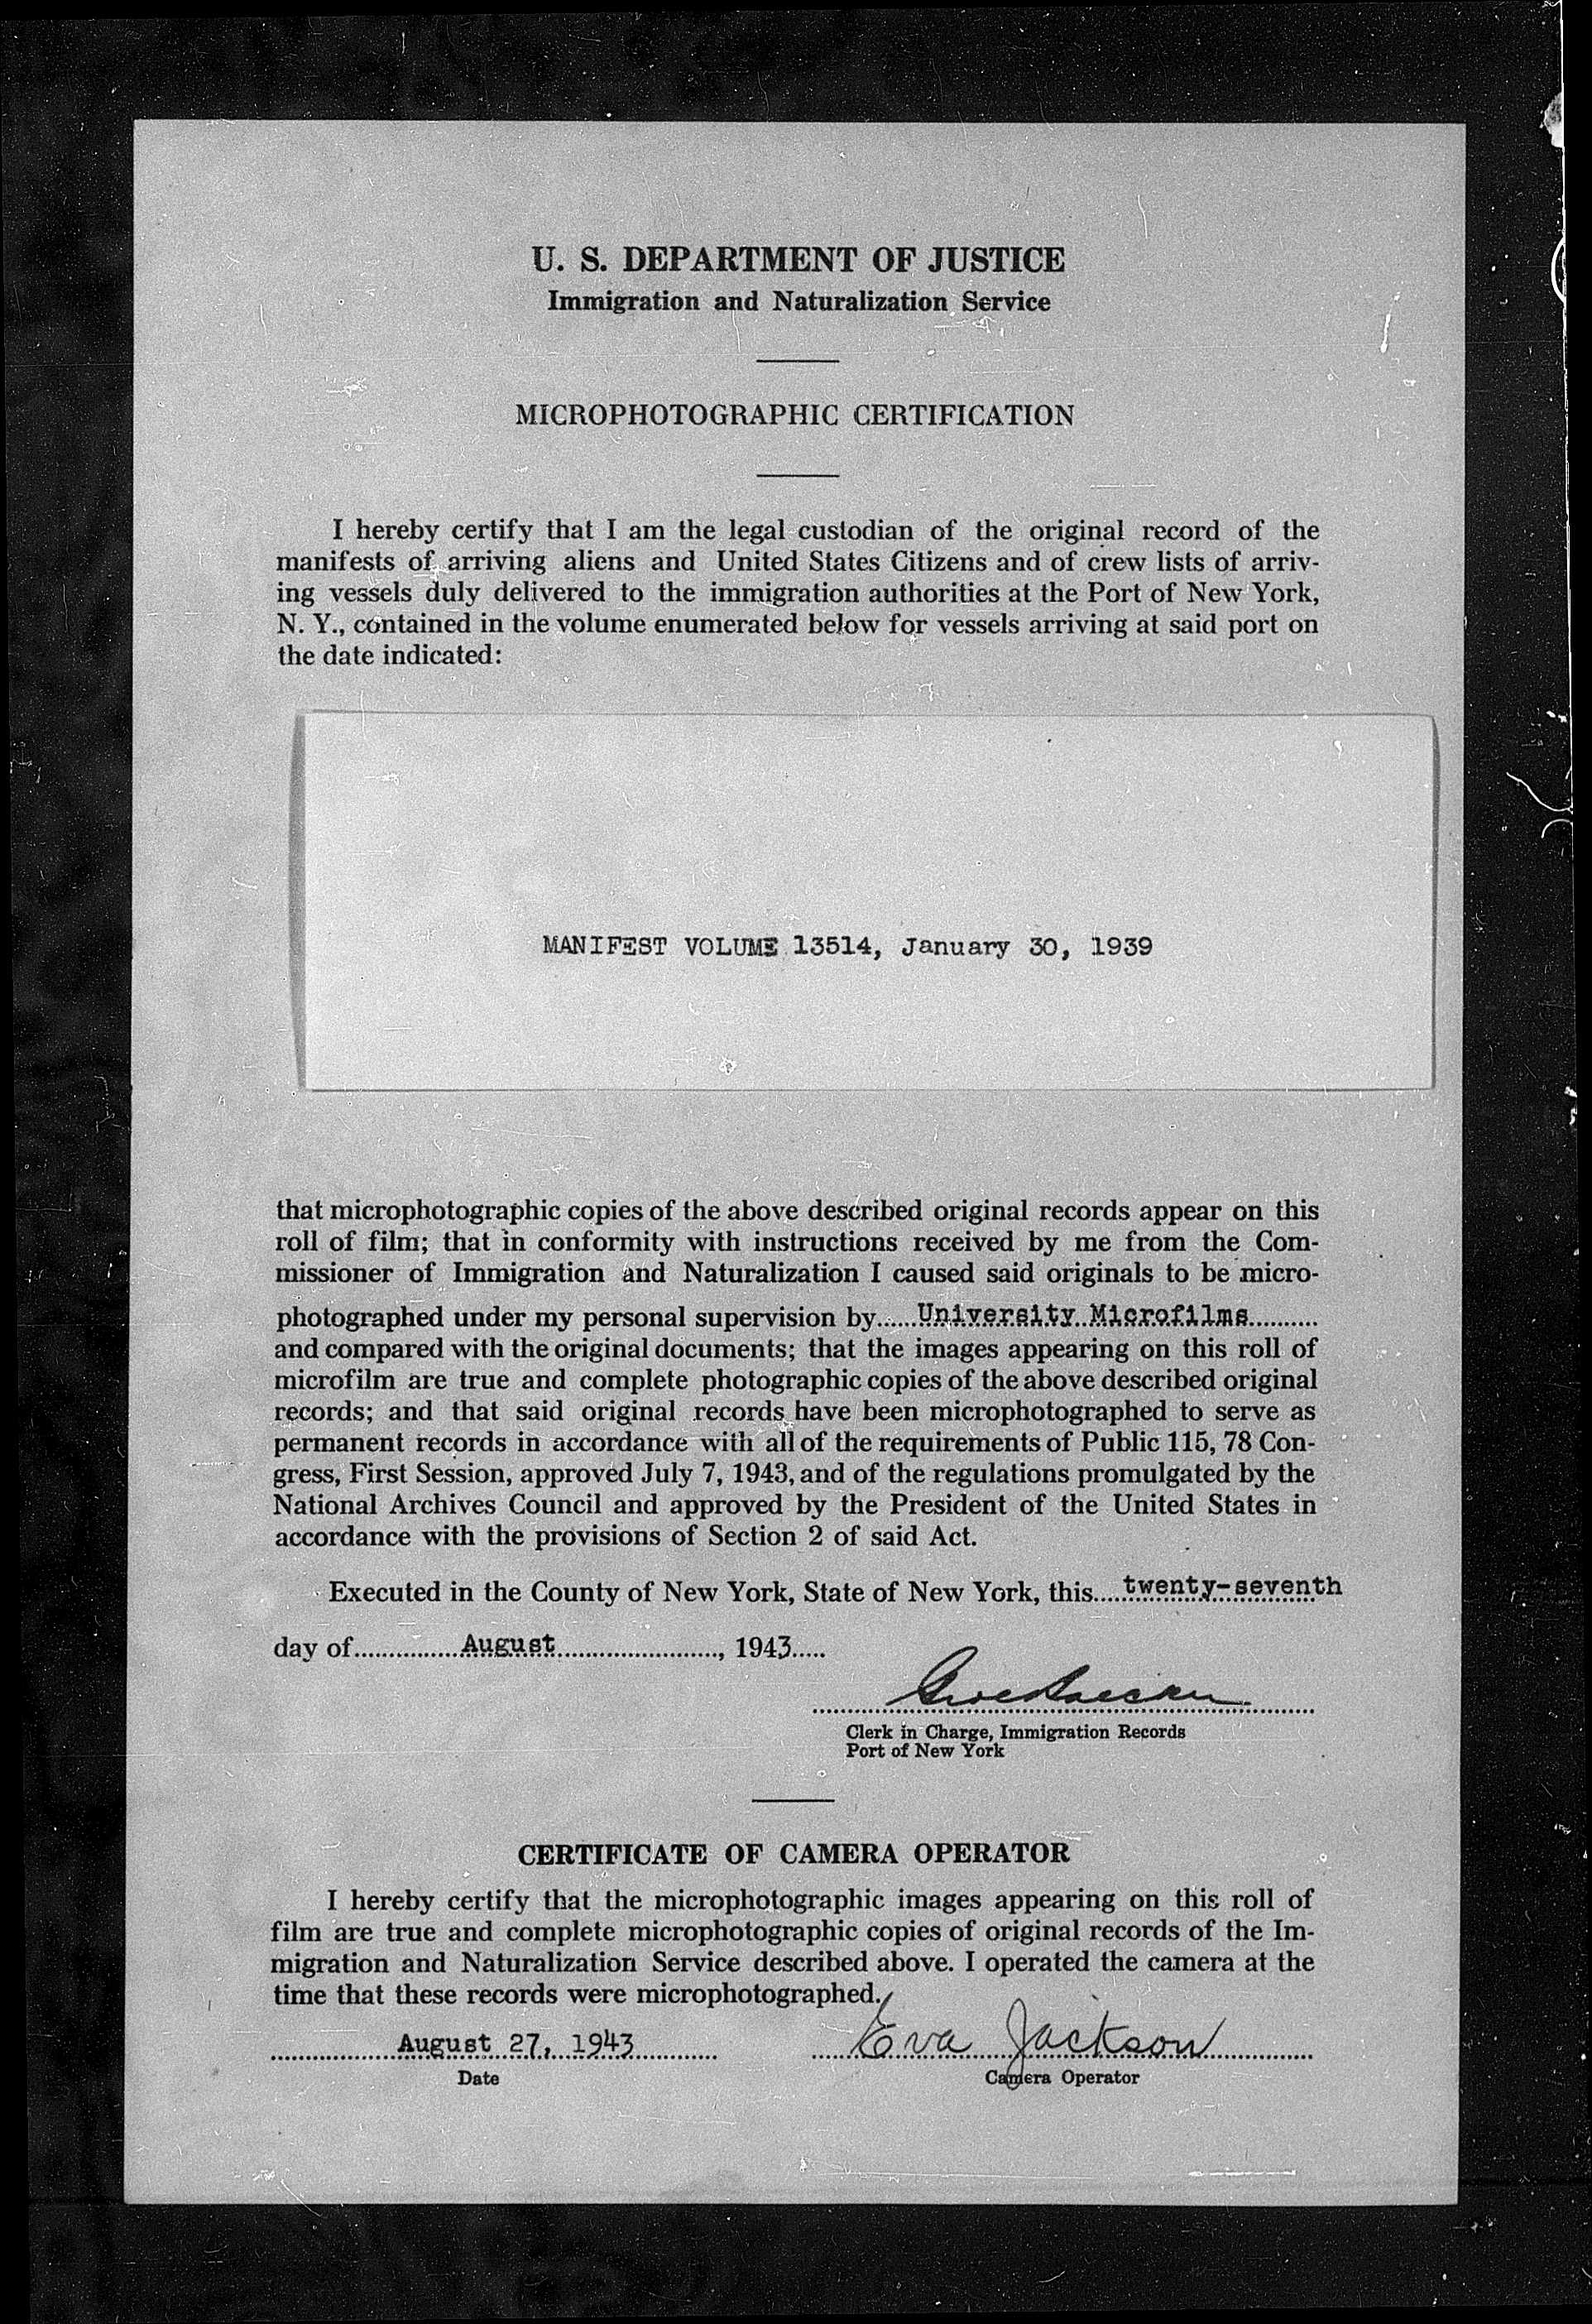 U. S. DEPARTMENT OF JUSTICE
Immigration and Naturalization Service
MICROPHOTOGRAPHIC CERTIFICATION
I hereby certify that I am the legal custodian of the original record of the
manifests of arriving aliens and United States Citizens and of crew lists of arriv-
ing vessels duly delivered to the immigration authorities at the Port of New York,
N. Y., contained in the volume enumerated below for vessels arriving at said port on
the date indicated:
MANIFEST VOLUME 13514, January 30, 1939
that microphotographic copies of the above described original records appear on this
roll of film; that in conformity with instructions received by me from the Com-
missioner of Immigration and Naturalization I caused said originals to be micro-
photographed under my personal supervision by......University Microfilms..........
and compared with the original documents; that the images appearing on this roll of
microfilm are true and complete photographic copies of the above described original
records; and that said original records have been microphotographed to serve as
permanent records in accordance with all of the requirements of Public 115, 78 Con-
gress, First Session, approved July 7, 1943, and of the regulations promulgated by the
National Archives Council and approved by the President of the United States in
accordance with the provisions of Section 2 of said Act.
Executed in the County of New York, State of New York, this.....twenty-seventh
day of................August........................, 1943.....
Clerk in Charge, Immigration Records
Port of New York
CERTIFICATE OF CAMERA OPERATOR
I hereby certify that the microphotographic images appearing on this roll of
film are true and complete microphotographic copies of original records of the Im-
migration and Naturalization Service described above. I operated the camera at the
time that these records were microphotographed.
August 27, 1943 Eva Jackson
Date Camera Operator